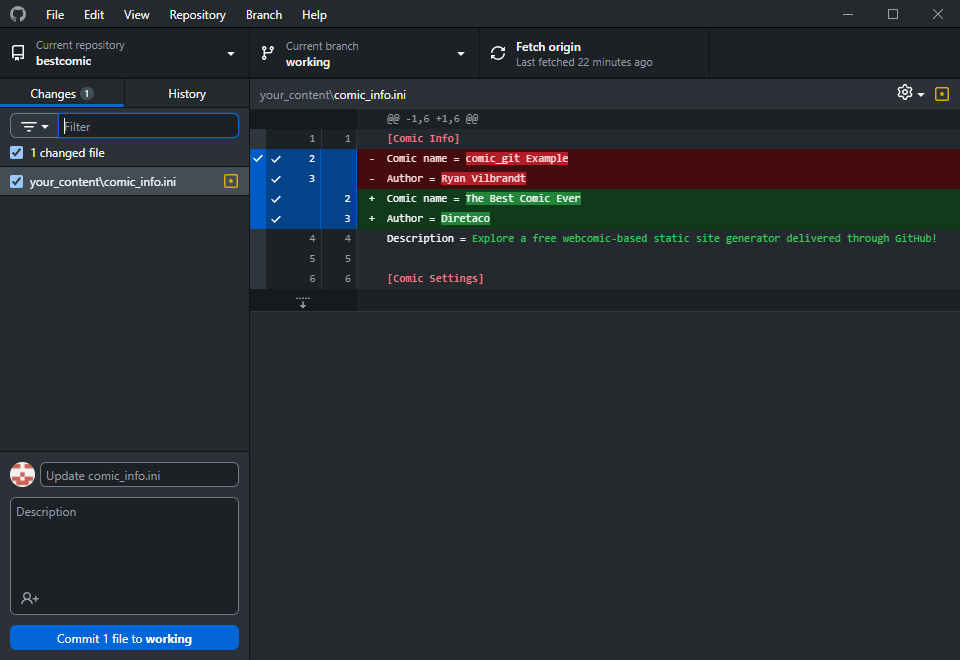 File Edit View Repository Branch Help
Current repository
bestcomic
Current branch
working
Fetch origin
Last fetched 22 minutes ago
Changes 1 History
Filter
1 changed file
your_content\comic_info.ini
Update comic_info.ini
Description
Commit 1 file to working
your_content\comic_info.ini
@@ -1,6 +1,6 @@
1 1 [Comic Info]
2 - Comic name = comic_git Example
3 - Author = Ryan Vilbrandt
2 + Comic name = The Best Comic Ever
3 + Author = Diretaco
4 4 Description = Explore a free webcomic-based static site generator delivered through GitHub!
5 5
6 6 [Comic Settings]